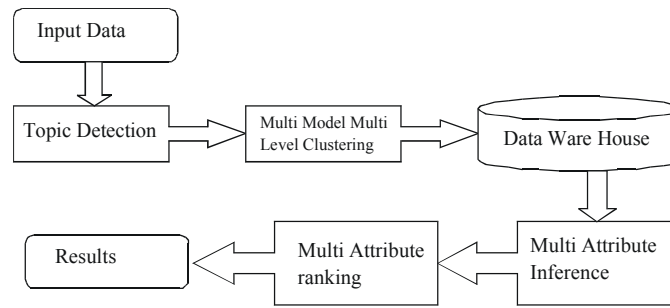 Input Data
Topic Detection
Multi Model Multi
Level Clustering
Data Ware House
Multi Attribute
Inference
Multi Attribute
ranking
Results